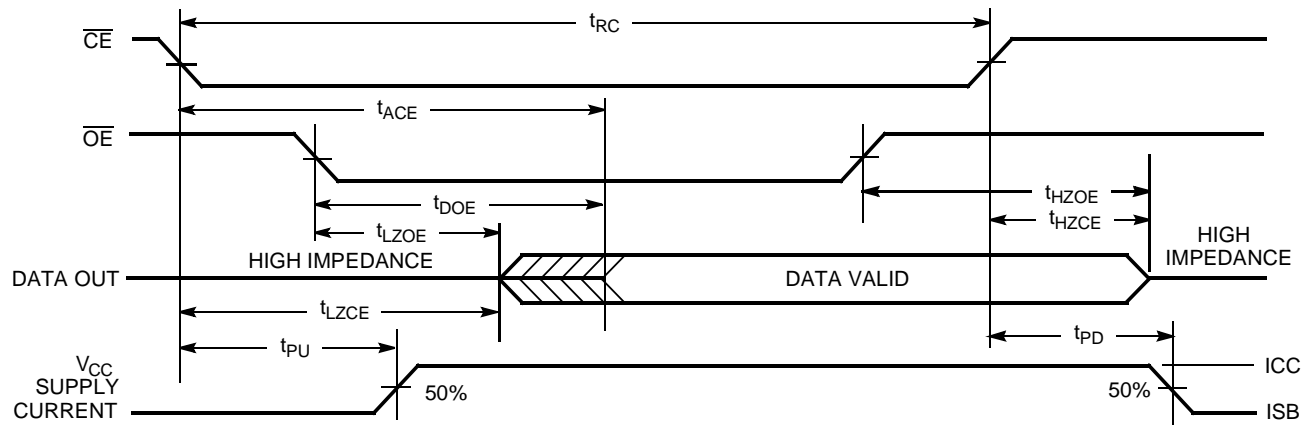 tRC
CE
tACE
OE
tHZOE
tDOE
tHZCE
tLZOE
HIGH
IMPEDANCE
HIGH IMPEDANCE
DATA OUT
DATA VALID
tLZCE
tPU
tPD
VCC
SUPPLY
CURRENT
50%
50%
ICC
ISB